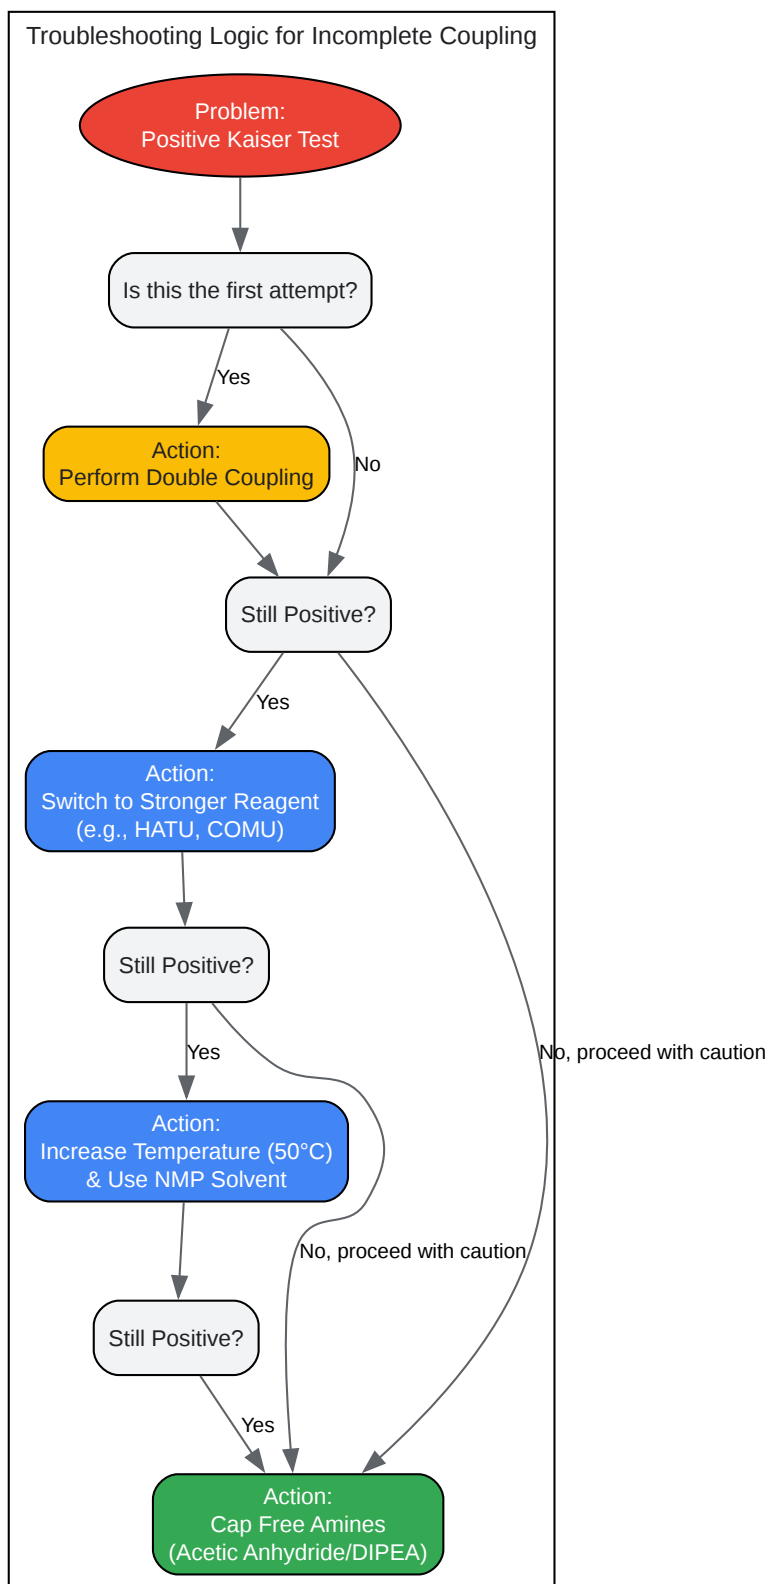 Troubleshooting Logic for Incomplete Coupling
Problem:
Positive Kaiser Test
Is this the first attempt?
Yes
Action:
Perform Double Coupling
No
Still Positive?
Yes
Action:
Switch to Stronger Reagent
(e.g., HATU, COMU)
Still Positive?
Yes
No, proceed with caution
Action:
Increase Temperature (50°C)
& Use NMP Solvent
No, proceed with caution
Still Positive?
Yes
Action:
Cap Free Amines
(Acetic Anhydride/DIPEA)